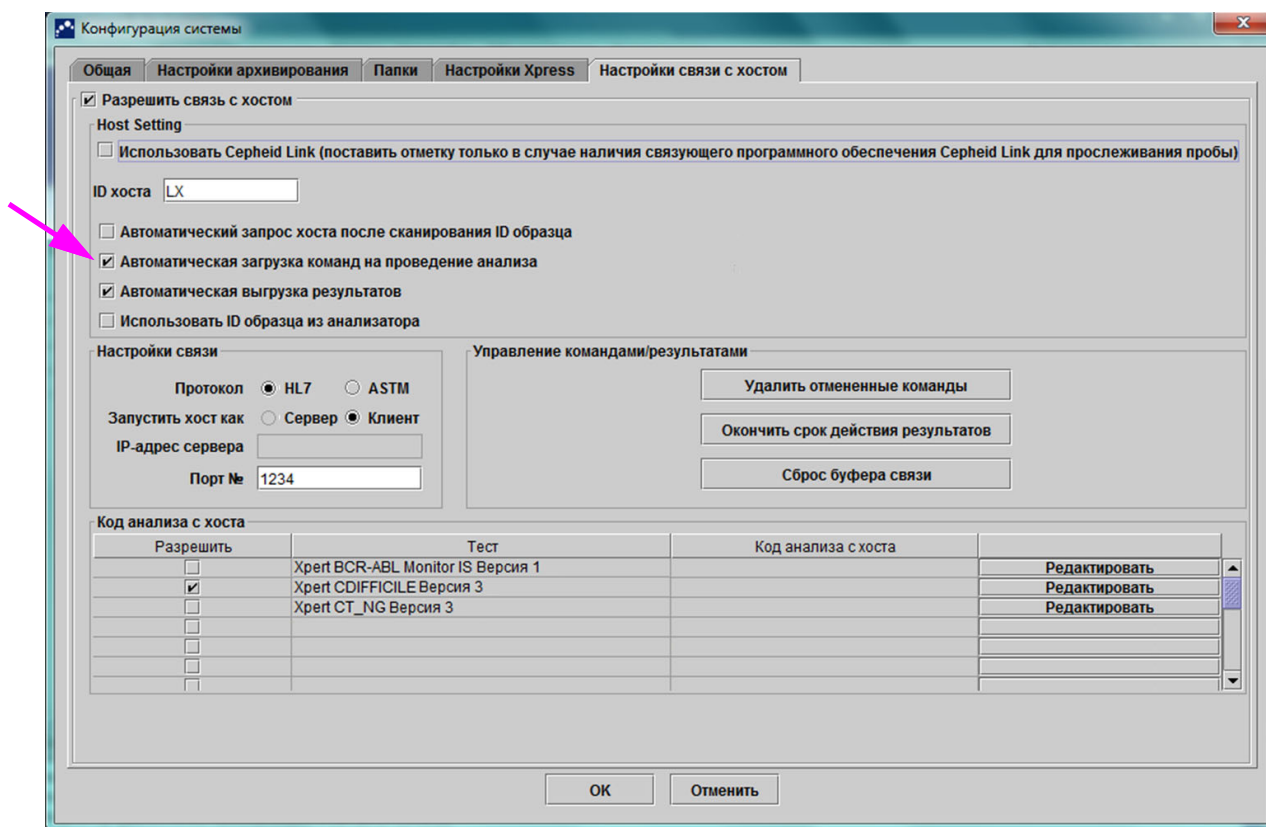 Конфигурация системы
Общая Настройки архивирования Папки Настройки Xpress Настройки связи с хостом
Разрешить связь с хостом
Host Setting
Использовать Cepheid Link (поставить отметку только в случае наличия связующего программного обеспечения Cepheid Link для прослеживания пробы)
ID хоста LX
Автоматический запрос хоста после сканирования ID образца
Автоматическая загрузка команд на проведение анализа
Автоматическая выгрузка результатов
Использовать ID образца из анализатора
Настройки связи
Протокол HL7 ASTM
Запустить хост как Сервер Клиент
IP-адрес сервера
Порт № 1234
Управление командами/результатами
Удалить отмененные команды
Окончить срок действия результатов
Сброс буфера связи
Код анализа с хоста
Разрешить Тест Код анализа с хоста
Xpert BCR-ABL Monitor IS Версия 1 Редактировать
Xpert CDIFFICILE Версия 3 Редактировать
Xpert CT_NG Версия 3 Редактировать
OK Отменить